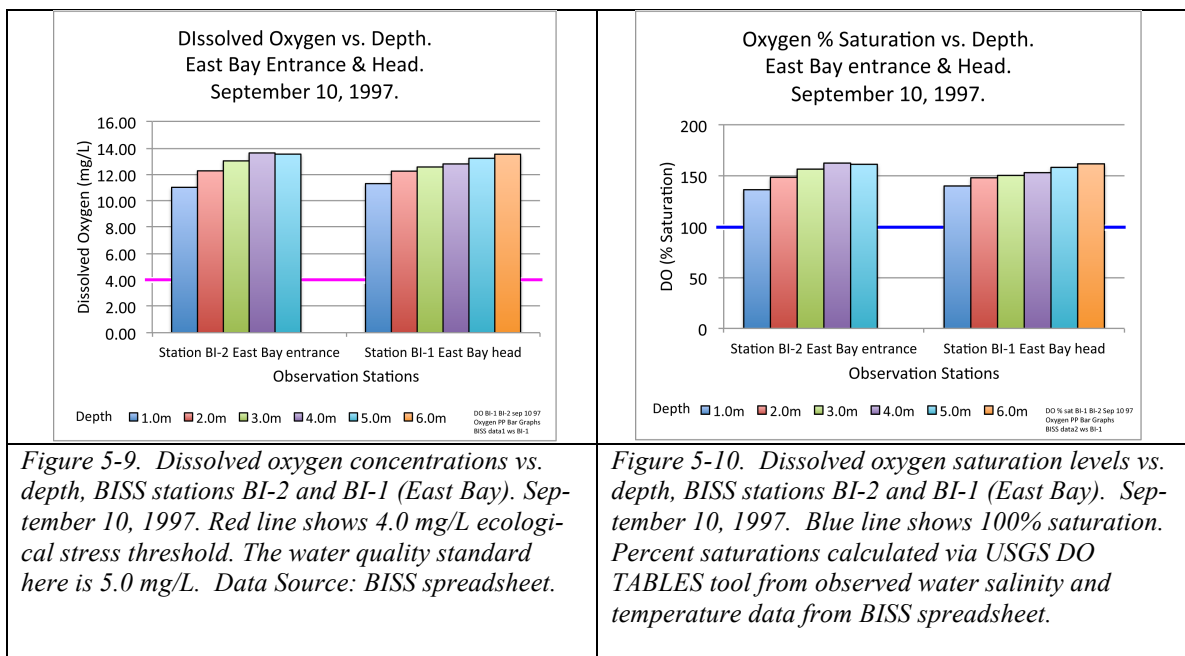 DIssolved Oxygen vs. Depth.
East Bay Entrance & Head.
September 10, 1997.
16.00
14.00
12.00
10.00
8.00
6.00
4.00
2.00
0.00
Dissolved Oxygen (mg/L)
Station BI-2 East Bay entrance
Station BI-1 East Bay head
Observation Stations
Depth 1.0m 2.0m 3.0m 4.0m 5.0m 6.0m
DO BI-1 BI-2 sep 10 97
Oxygen PP Bar Graphs
BISS data1 ws BI-1
Figure 5-9. Dissolved oxygen concentrations vs.
depth, BISS stations BI-2 and BI-1 (East Bay). Sep-
tember 10, 1997. Red line shows 4.0 mg/L ecologi-
cal stress threshold. The water quality standard
here is 5.0 mg/L. Data Source: BISS spreadsheet.
Oxygen % Saturation vs. Depth.
East Bay entrance & Head.
September 10, 1997.
200
150
100
50
0
DO (% Saturation)
Station BI-2 East Bay entrance
Station BI-1 East Bay head
Observation Stations
Depth 1.0m 2.0m 3.0m 4.0m 5.0m 6.0m
DO % sat BI-1 BI-2 Sep 10 97
Oxygen PP Bar Graphs
BISS data2 ws BI-1
Figure 5-10. Dissolved oxygen saturation levels vs.
depth, BISS stations BI-2 and BI-1 (East Bay). Sep-
tember 10, 1997. Blue line shows 100% saturation.
Percent saturations calculated via USGS DO
TABLES tool from observed water salinity and
temperature data from BISS spreadsheet.